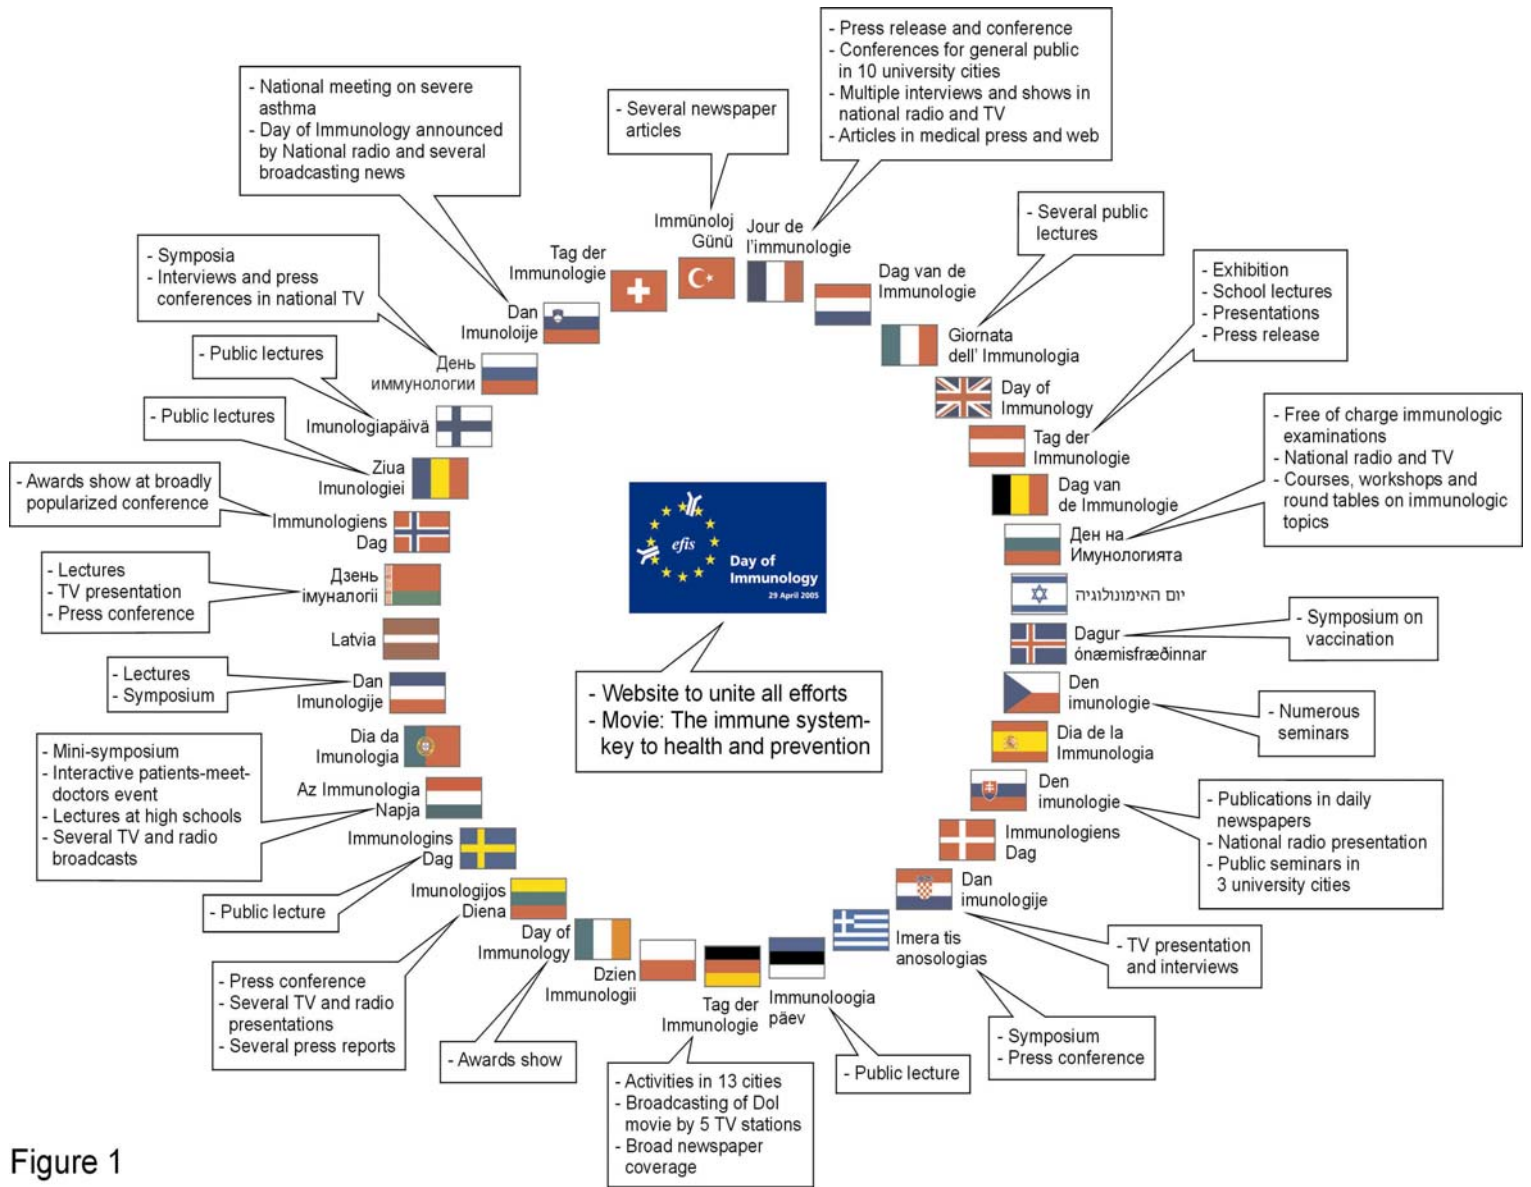 - Press release and conference
- Conferences for general public
in 10 university cities
- Multiple interviews and shows in
national radio and TV
- Articles in medical press and web
- National meeting on severe
asthma
- Day of Immunology announced
by National radio and several
broadcasting news
- Several newspaper
articles
- Several public
lectures
- Symposia
- Interviews and press
conferences in national TV
- Exhibition
- School lectures
- Presentations
- Press release
- Public lectures
- Public lectures
- Awards show at broadly
popularized conference
- Free of charge immunologic
examinations
- National radio and TV
- Courses, workshops and
round tables on immunologic
topics
- Lectures
- TV presentation
- Press conference
- Symposium on
vaccination
- Lectures
- Symposium
- Numerous
seminars
- Mini-symposium
- Interactive patients-meet-
doctors event
- Lectures at high schools
- Several TV and radio
broadcasts
- Publications in daily
newspapers
- National radio presentation
- Public seminars in
3 university cities
- Public lecture
- TV presentation
and interviews
- Press conference
- Several TV and radio
presentations
- Several press reports
- Awards show
- Activities in 13 cities
- Broadcasting of DoI
movie by 5 TV stations
- Broad newspaper
coverage
- Public lecture
- Symposium
- Press conference
Immünoloj
Günü
Jour de
l'immunologie
Dag van de
Immunologie
Giornata
dell' Immunologia
Day of
Immunology
Tag der
Immunologie
Dag van
de Immunologie
Ден на
Имунологията
יום האימונולוגיה
Dagur
ónæmisfræðinnar
Den
imunologie
Dia de la
Immunologia
Den
imunologie
Immunologiens
Dag
Dan
imunologije
Imera tis
anosologias
Immunoloogia
päev
Tag der
Immunologie
Dzien
Immunologii
Day of
Immunology
Imunologijos
Diena
Immunologins
Dag
Az Immunologia
Napja
Dia da
Imunologia
Dan
Imunologije
Latvia
Дзень
імуналогіі
Immunologiens
Dag
Ziua
Imunologiei
Imunologiapäivä
День
иммунологии
Dan
Imunoloije
Tag der
Immunologie
efis
Day of
Immunology
29 April 2005
- Website to unite all efforts
- Movie: The immune system-
key to health and prevention
Figure 1